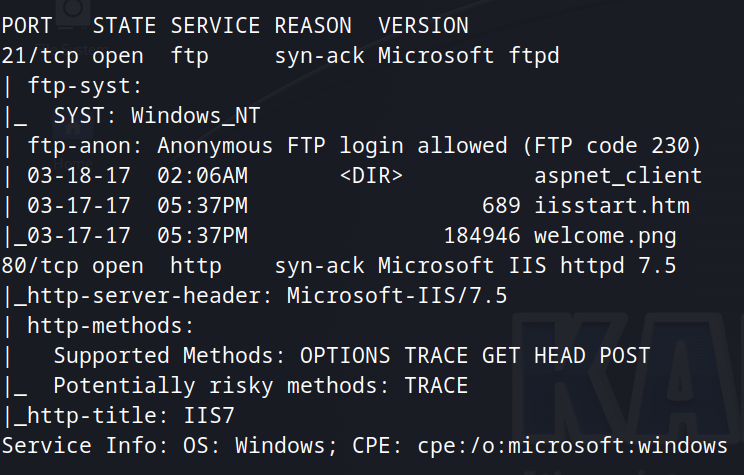 PORT   STATE SERVICE REASON  VERSION
21/tcp open  ftp     syn-ack Microsoft ftpd
| ftp-syst:
|_  SYST: Windows_NT
| ftp-anon: Anonymous FTP login allowed (FTP code 230)
| 03-18-17  02:06AM       <DIR>          aspnet_client
| 03-17-17  05:37PM                  689 iisstart.htm
|_03-17-17  05:37PM               184946 welcome.png
80/tcp open  http    syn-ack Microsoft IIS httpd 7.5
|_http-server-header: Microsoft-IIS/7.5
| http-methods:
|   Supported Methods: OPTIONS TRACE GET HEAD POST
|_  Potentially risky methods: TRACE
|_http-title: IIS7
Service Info: OS: Windows; CPE: cpe:/o:microsoft:windows